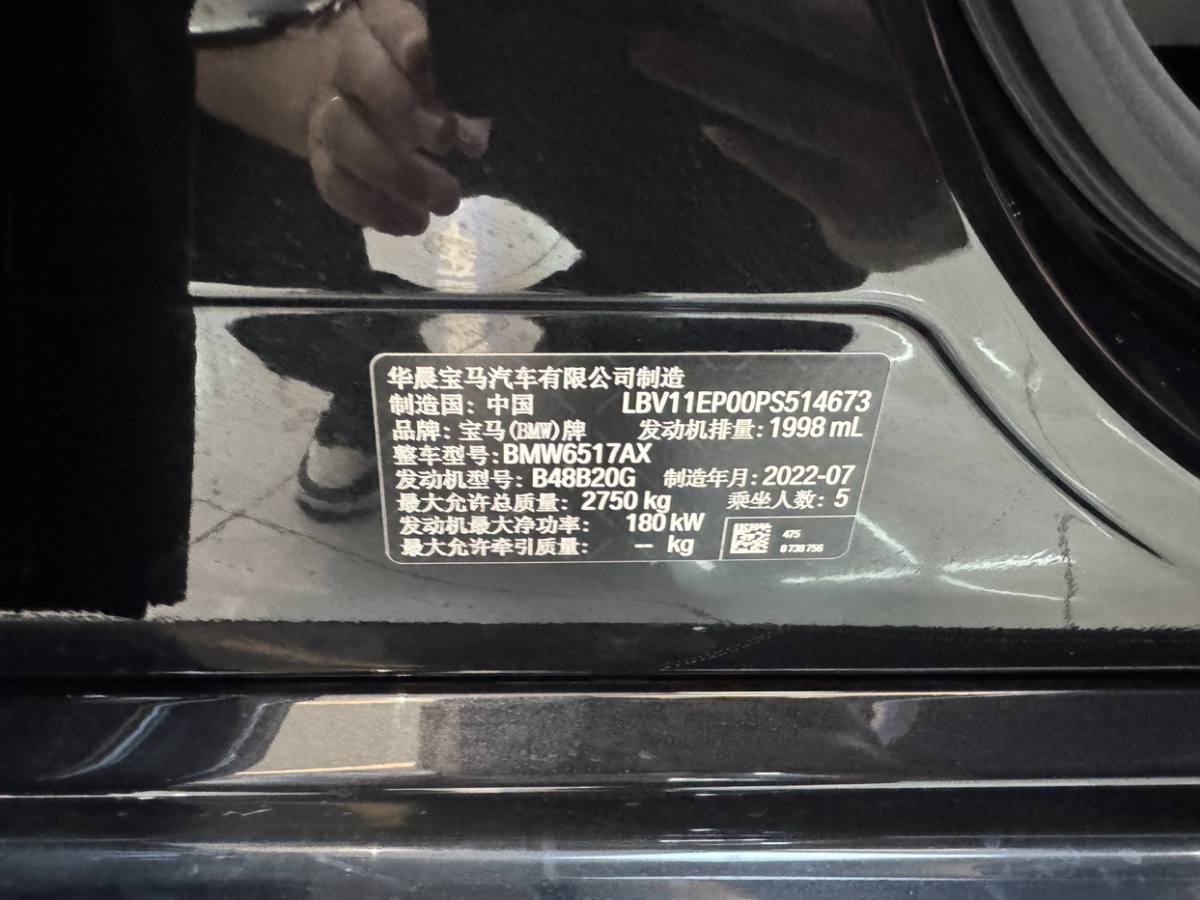 华晨宝马汽车有限公司制造
制造国：中国 LBV11EP00PS514673
品牌：宝马(BMW)牌 发动机排量：1998 mL
整车型号：BMW6517AX
发动机型号：B48B20G 制造年月：2022-07
最大允许总质量：2750 kg 乘坐人数：5
发动机最大净功率：180 kW
最大允许牵引质量：-- kg
475
8 738 756